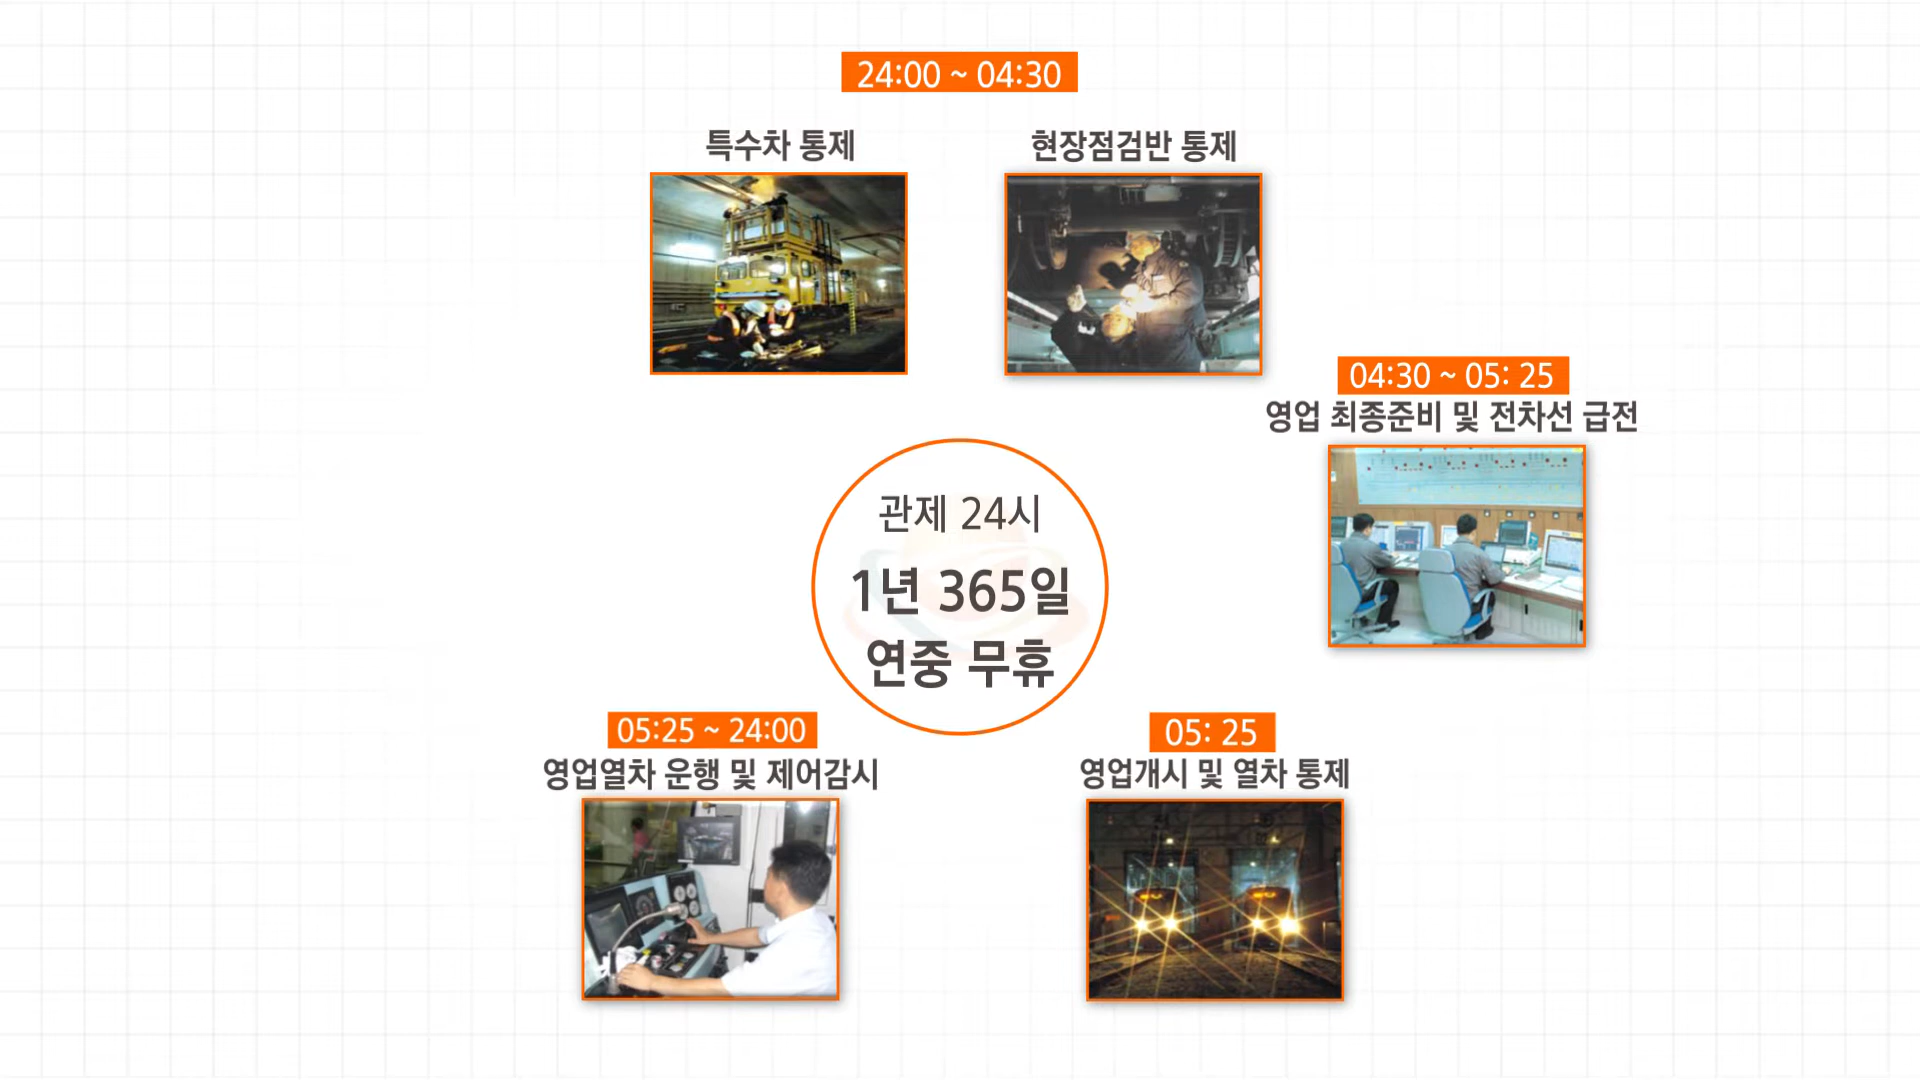 24:00 ~ 04:30
특수차 통제
현장점검반 통제
04:30 ~ 05: 25
영업 최종준비 및 전차선 급전
관제 24시
1년 365일
연중 무휴
05:25 ~ 24:00
영업열차 운행 및 제어감시
05: 25
영업개시 및 열차 통제